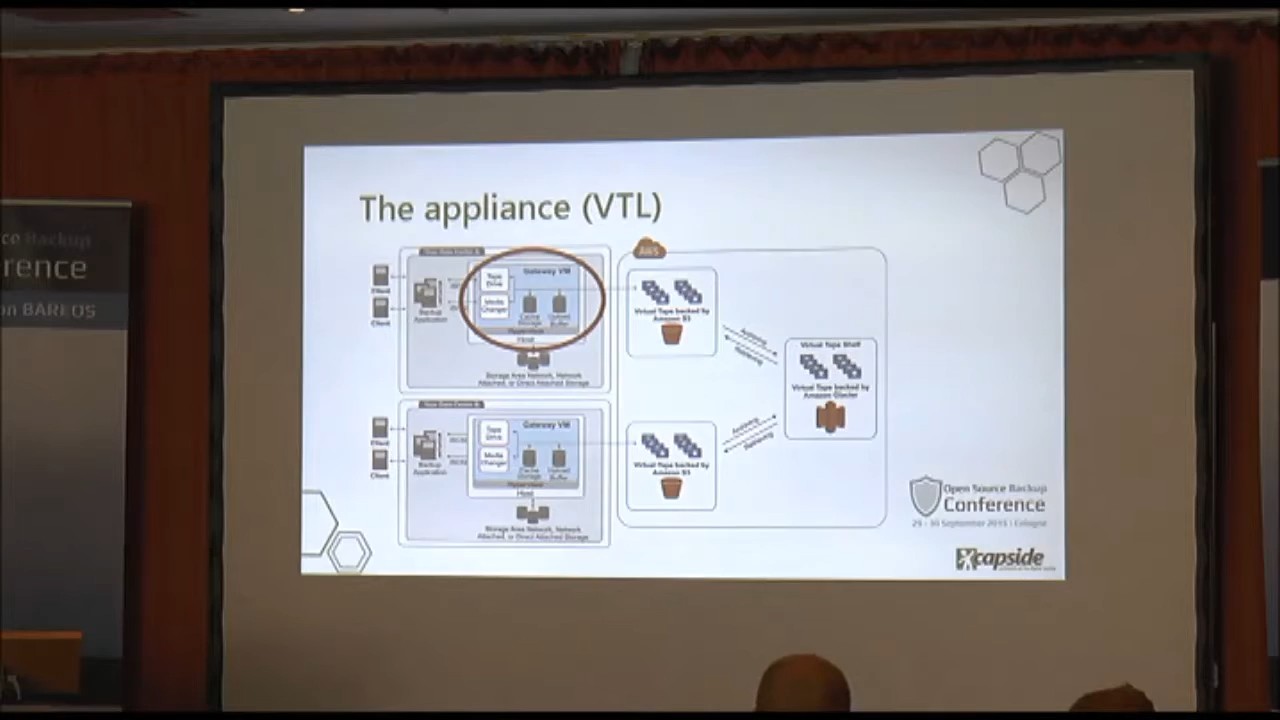 ce Backup
rence
on BAREOS
The appliance (VTL)
Client
Client
Backup
Application
Tape
Drive
Media
Changer
Gateway VM
Cache
Storage
Upload
Buffer
Host
Storage Area Network, Network
Attached, or Direct Attached Storage
AWS
Virtual Tape backed by
Amazon S3
Archiving
Retrieving
Virtual Tape Shelf
Virtual Tape backed by
Amazon Glacier
Client
Client
Backup
Application
Tape
Drive
Media
Changer
Gateway VM
Cache
Storage
Upload
Buffer
Host
Storage Area Network, Network
Attached, or Direct Attached Storage
Virtual Tape backed by
Amazon S3
Archiving
Retrieving
Open Source Backup
Conference
29 - 30 September 2015 | Cologne
capside